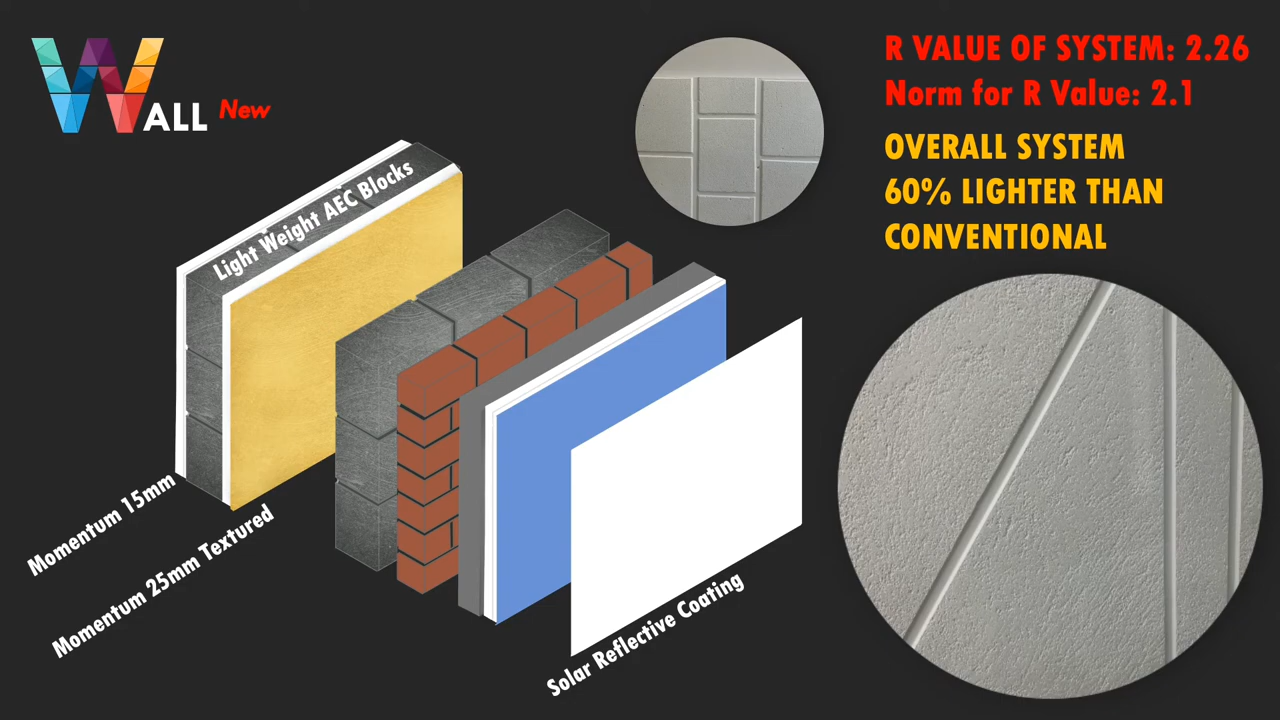 WALL New
R VALUE OF SYSTEM: 2.26
Norm for R Value: 2.1
OVERALL SYSTEM
60% LIGHTER THAN
CONVENTIONAL
Light Weight AEC Blocks
Momentum 15mm
Momentum 25mm Textured
Solar Reflective Coating